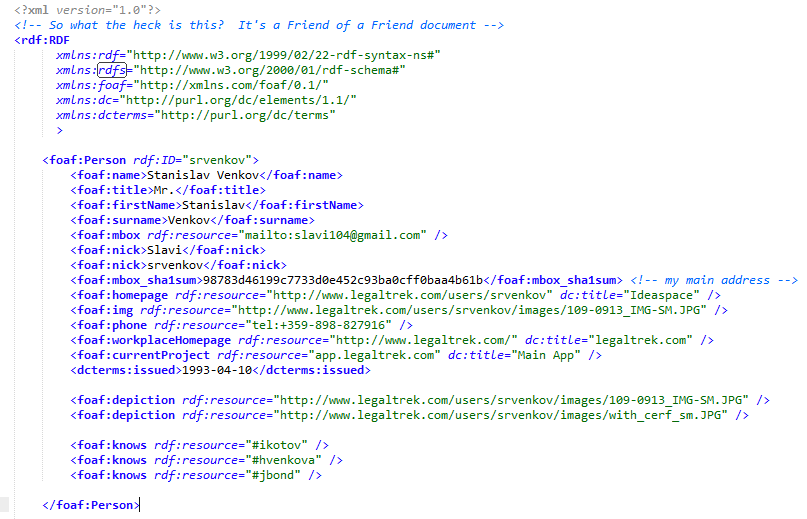 <?xml version="1.0"?>
<!-- So what the heck is this?  It's a Friend of a Friend document -->
<rdf:RDF
xmlns:rdf="http://www.w3.org/1999/02/22-rdf-syntax-ns#"
xmlns:rdfs="http://www.w3.org/2000/01/rdf-schema#"
xmlns:foaf="http://xmlns.com/foaf/0.1/"
xmlns:dc="http://purl.org/dc/elements/1.1/"
xmlns:dcterms="http://purl.org/dc/terms"
>
<foaf:Person rdf:ID="srvenkov">
<foaf:name>Stanislav Venkov</foaf:name>
<foaf:title>Mr.</foaf:title>
<foaf:firstName>Stanislav</foaf:firstName>
<foaf:surname>Venkov</foaf:surname>
<foaf:mbox rdf:resource="mailto:slavi104@gmail.com" />
<foaf:nick>Slavi</foaf:nick>
<foaf:nick>srvenkov</foaf:nick>
<foaf:mbox_sha1sum>98783d46199c7733d0e452c93ba0cff0baa4b61b</foaf:mbox_sha1sum> <!-- my main address -->
<foaf:homepage rdf:resource="http://www.legaltrek.com/users/srvenkov" dc:title="Ideaspace" />
<foaf:img rdf:resource="http://www.legaltrek.com/users/srvenkov/images/109-0913_IMG-SM.JPG" />
<foaf:phone rdf:resource="tel:+359-898-827916" />
<foaf:workplaceHomepage rdf:resource="http://www.legaltrek.com/" dc:title="legaltrek.com" />
<foaf:currentProject rdf:resource="app.legaltrek.com" dc:title="Main App" />
<dcterms:issued>1993-04-10</dcterms:issued>
<foaf:depiction rdf:resource="http://www.legaltrek.com/users/srvenkov/images/109-0913_IMG-SM.JPG" />
<foaf:depiction rdf:resource="http://www.legaltrek.com/users/srvenkov/images/with_cerf_sm.JPG" />
<foaf:knows rdf:resource="#ikotov" />
<foaf:knows rdf:resource="#hvenkova" />
<foaf:knows rdf:resource="#jbond" />
</foaf:Person>